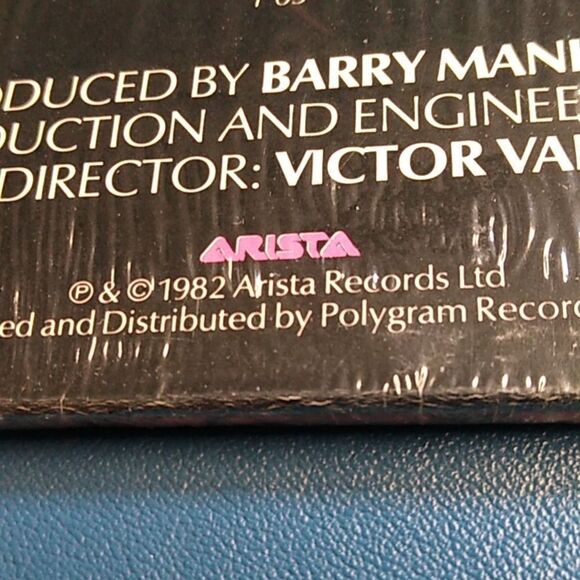 ODUCED BY BARRY MANI
DUCTION AND ENGINEE
DIRECTOR: VICTOR VA
ARISTA
℗ & © 1982 Arista Records Ltd
ed and Distributed by Polygram Record